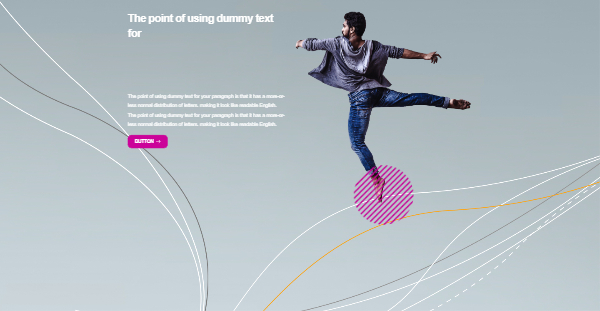 The point of using dummy text
for
The point of using dummy text for your paragraph is that it has a more-or-
less normal distribution of letters. making it look like readable English.
The point of using dummy text for your paragraph is that it has a more-or-
less normal distribution of letters. making it look like readable English.
BUTTON →